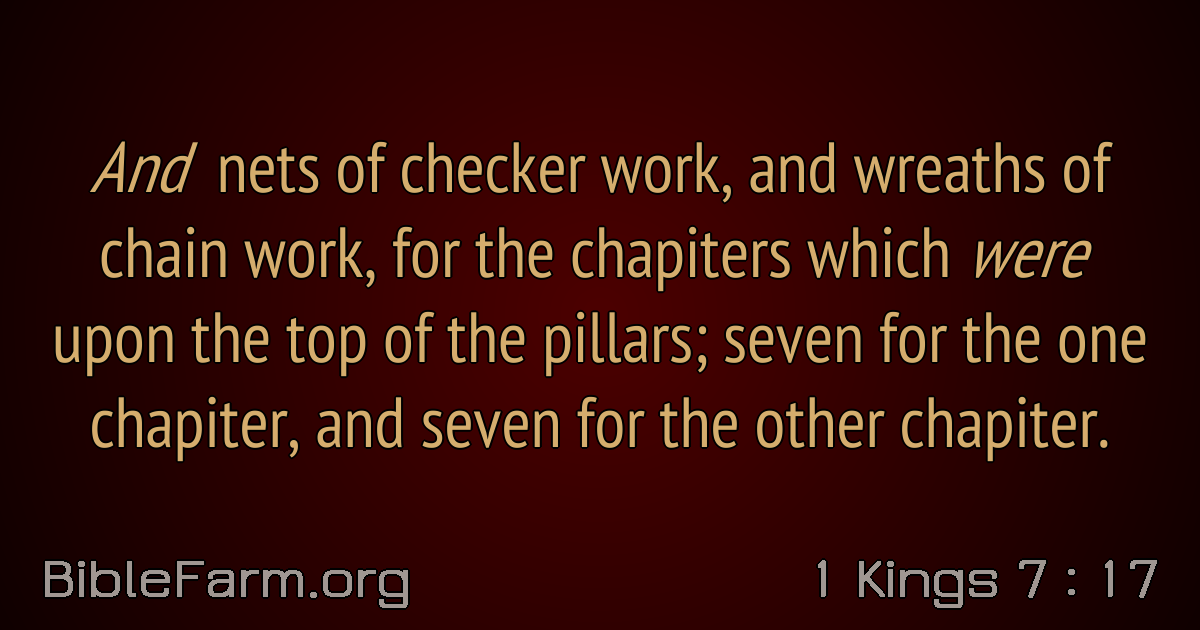 And nets of checker work, and wreaths of
chain work, for the chapiters which were
upon the top of the pillars; seven for the one
chapiter, and seven for the other chapiter.
BibleFarm.org
1 Kings 7 : 17